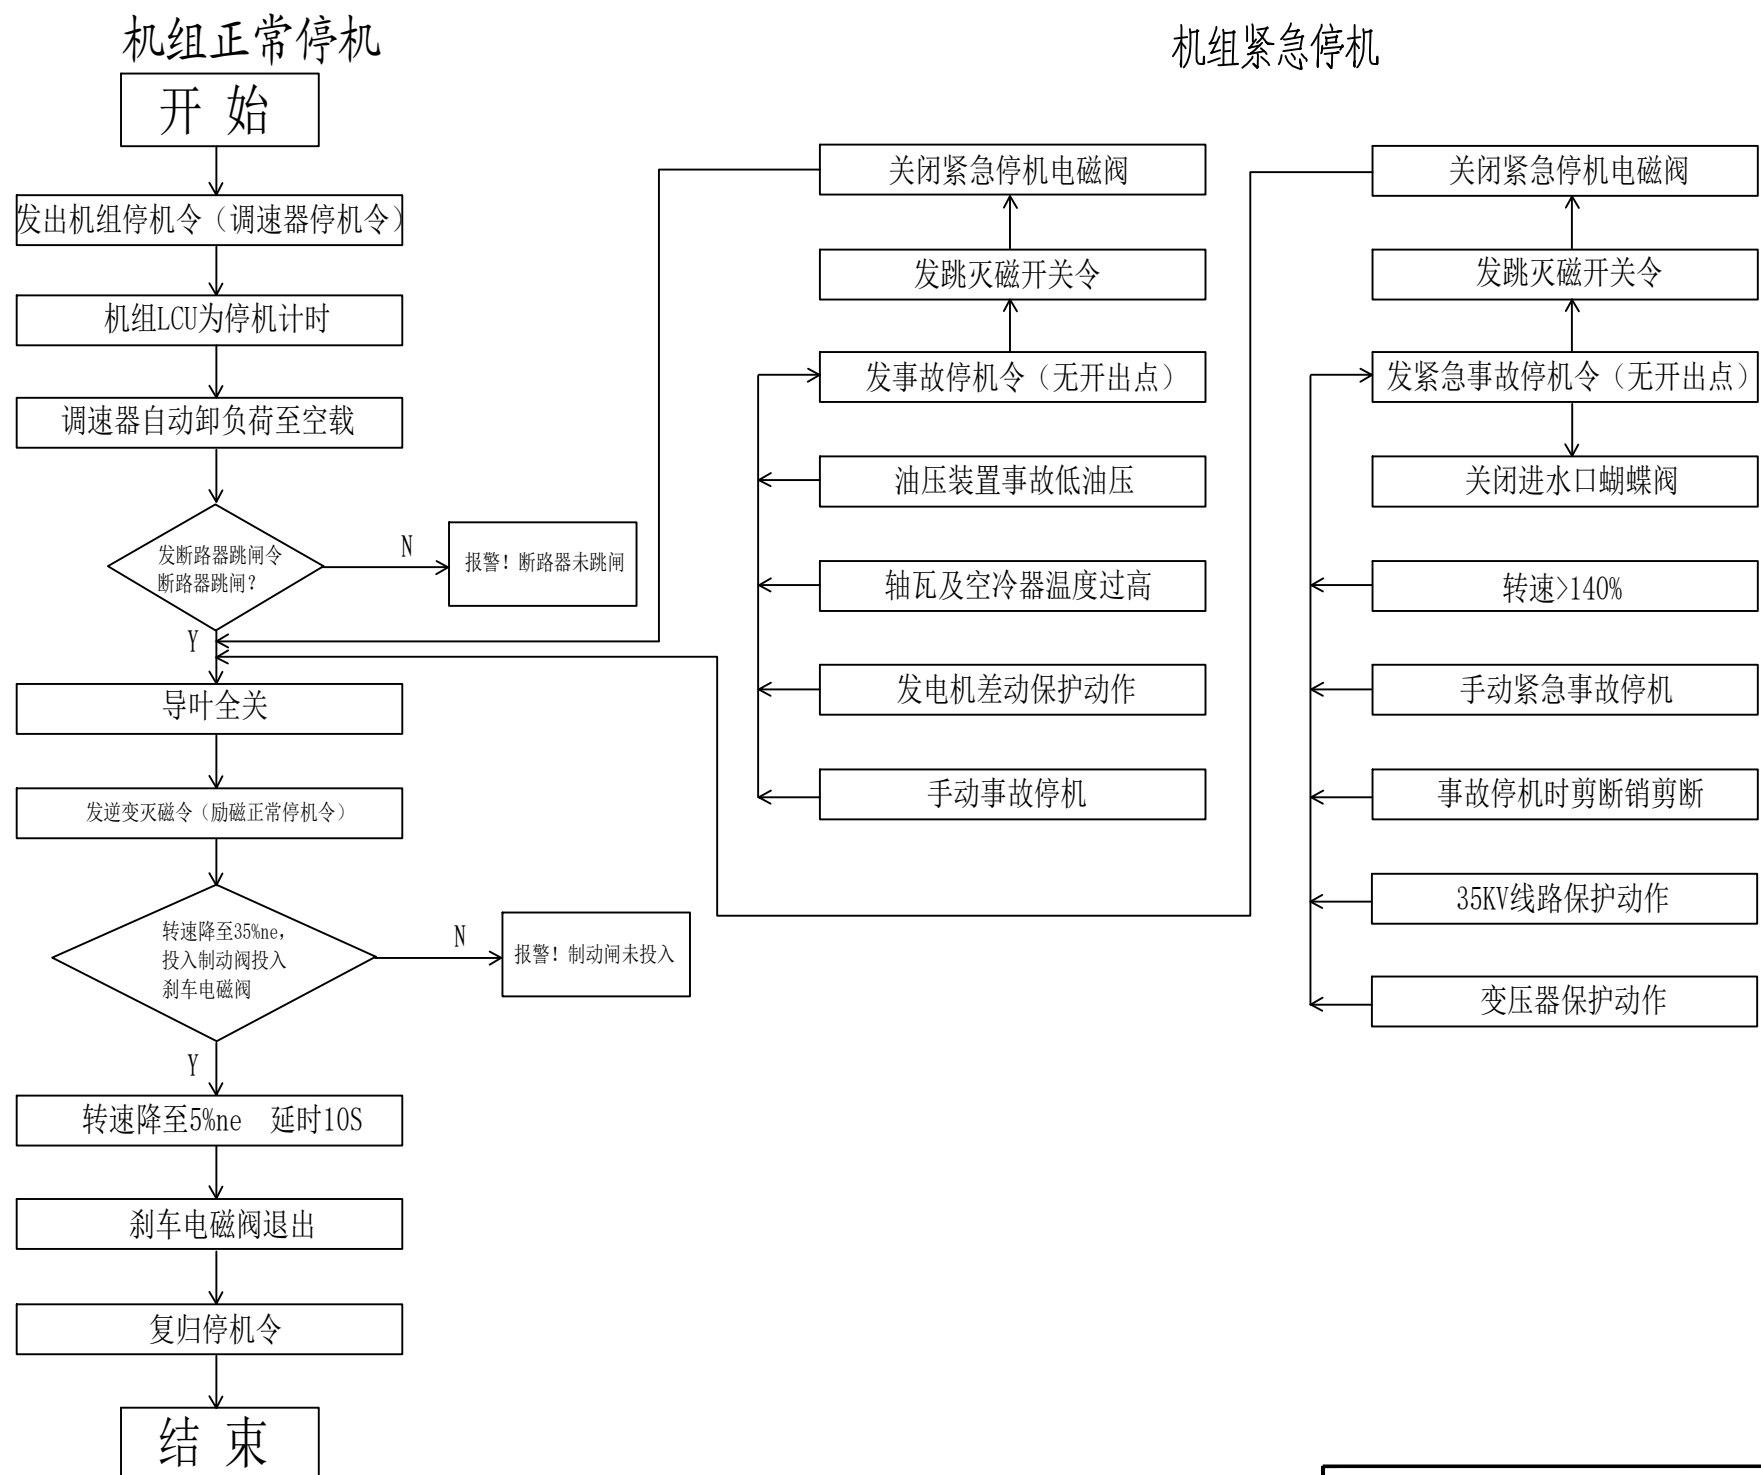 机组正常停机
开 始
发出机组停机令（调速器停机令）
机组LCU为停机计时
调速器自动卸负荷至空载
发断路器跳闸令
断路器跳闸？
N
报警！断路器未跳闸
Y
导叶全关
发逆变灭磁令（励磁正常停机令）
转速降至35%ne，
投入制动阀投入
刹车电磁阀
N
报警！制动闸未投入
Y
转速降至5%ne 延时10S
刹车电磁阀退出
复归停机令
结 束
机组紧急停机
关闭紧急停机电磁阀
发跳灭磁开关令
发事故停机令（无开出点）
油压装置事故低油压
轴瓦及空冷器温度过高
发电机差动保护动作
手动事故停机
关闭紧急停机电磁阀
发跳灭磁开关令
发紧急事故停机令（无开出点）
关闭进水口蝴蝶阀
转速>140%
手动紧急事故停机
事故停机时剪断销剪断
35KV线路保护动作
变压器保护动作